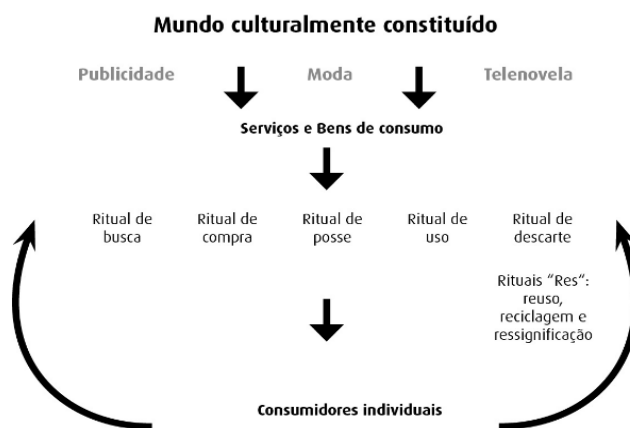 Mundo culturalmente constituído
Publicidade Moda Telenovela
Serviços e Bens de consumo
Ritual de busca
Ritual de compra
Ritual de posse
Ritual de uso
Ritual de descarte
Rituais “Res”:
reuso,
reciclagem e
ressignificação
Consumidores individuais